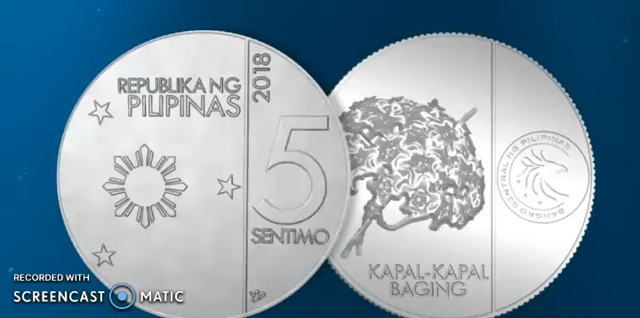 REPUBLIKA NG
PILIPINAS
2018
5
SENTIMO
KAPAL-KAPAL
BAGING
BANGKO SENTRAL NG PILIPINAS
RECORDED WITH
SCREENCAST MATIC